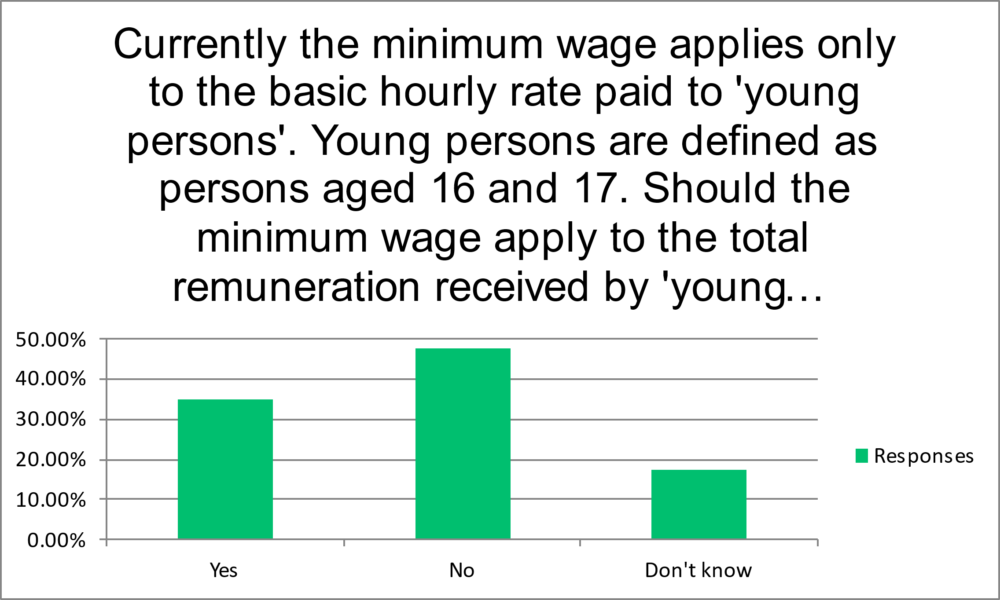 Currently the minimum wage applies only
to the basic hourly rate paid to 'young
persons'. Young persons are defined as
persons aged 16 and 17. Should the
minimum wage apply to the total
remuneration received by 'young…
50.00%
40.00%
30.00%
20.00%
10.00%
0.00%
Yes
No
Don't know
Responses